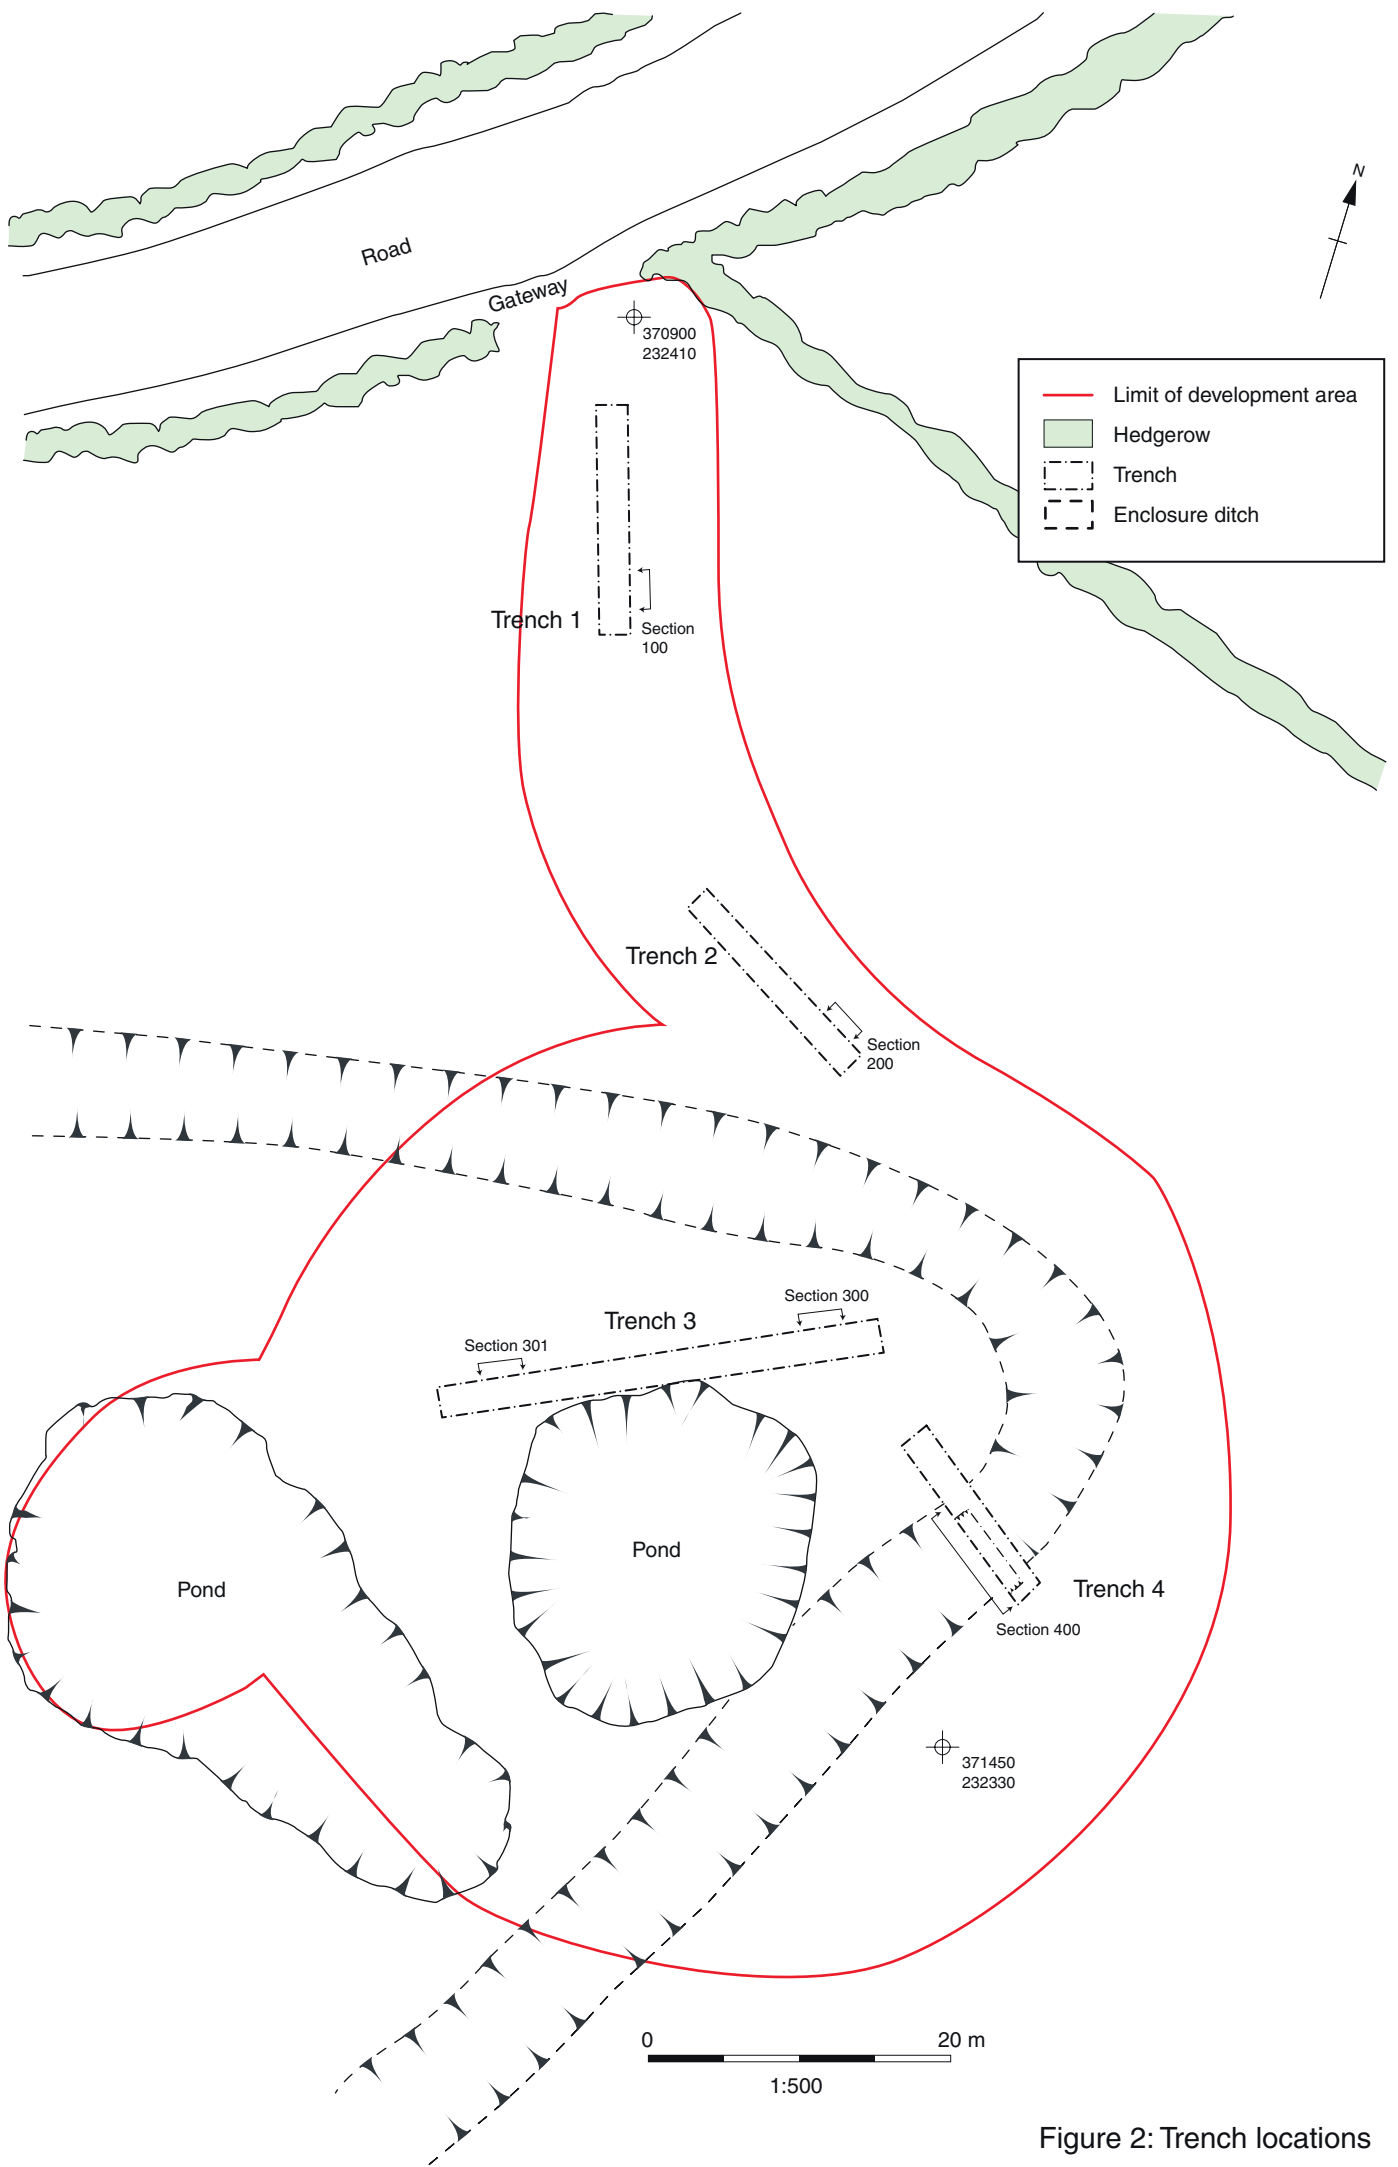 N
Road
Gateway
370900
232410
Limit of development area
Hedgerow
Trench
Enclosure ditch
Trench 1
Section
100
Trench 2
Section
200
Section 300
Trench 3
Section 301
Pond
Pond
Trench 4
Section 400
371450
232330
0 20 m
1:500
Figure 2: Trench locations